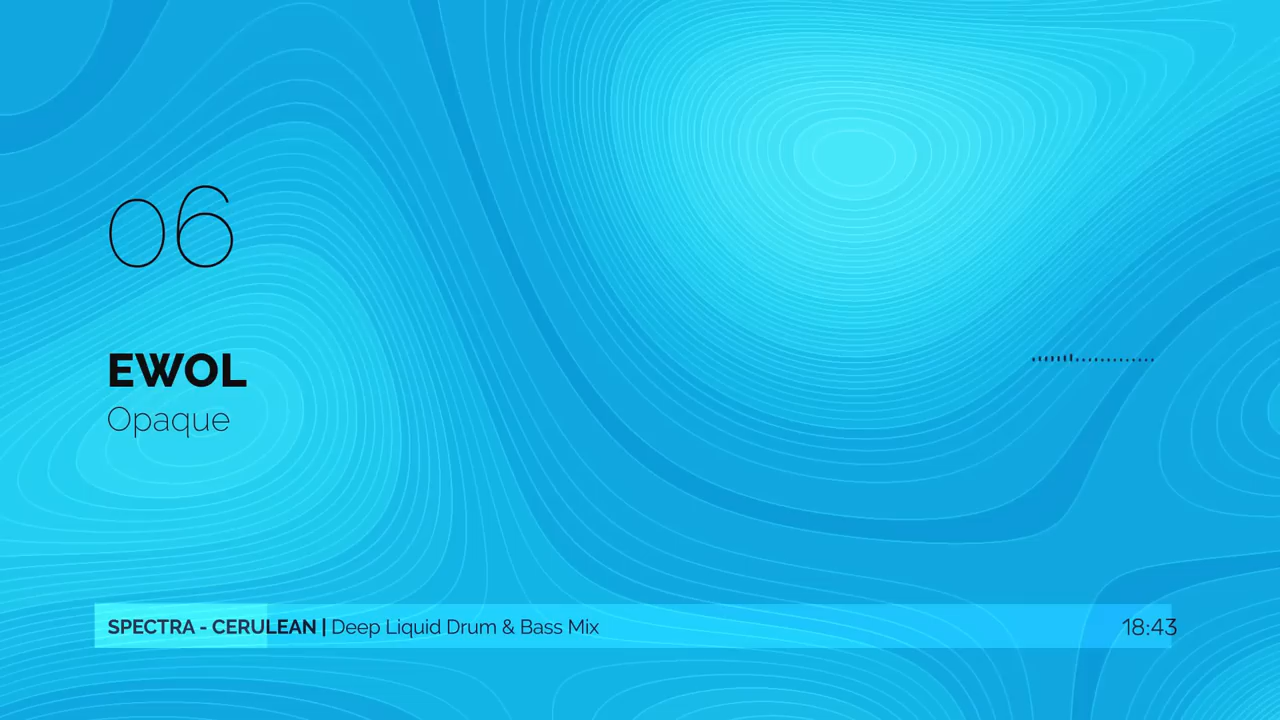 06
EWOL
Opaque
SPECTRA - CERULEAN | Deep Liquid Drum & Bass Mix
18:43